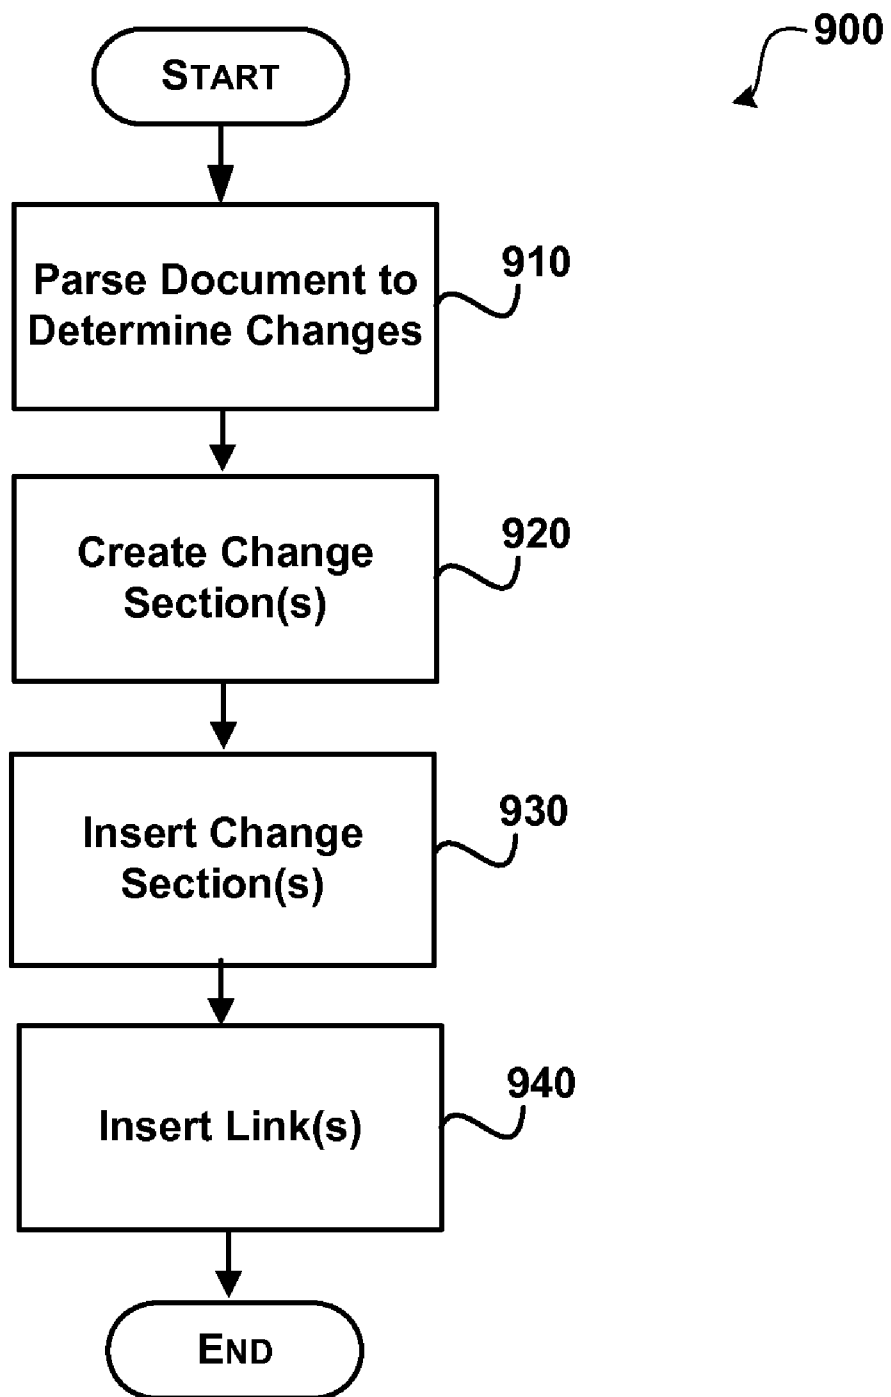 900
START
Parse Document to
Determine Changes
910
Create Change
Section(s)
920
Insert Change
Section(s)
930
Insert Link(s)
940
END